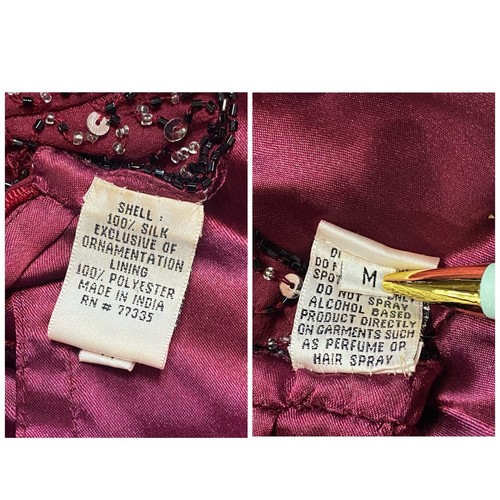 SHELL :
100% SILK
EXCLUSIVE OF
ORNAMENTATION
LINING
100% POLYESTER
MADE IN INDIA
RN # 77335
M
DO NOT SPRAY
ALCOHOL BASED
PRODUCT DIRECTLY
ON GARMENTS SUCH
AS PERFUME OR
HAIR SPRAY